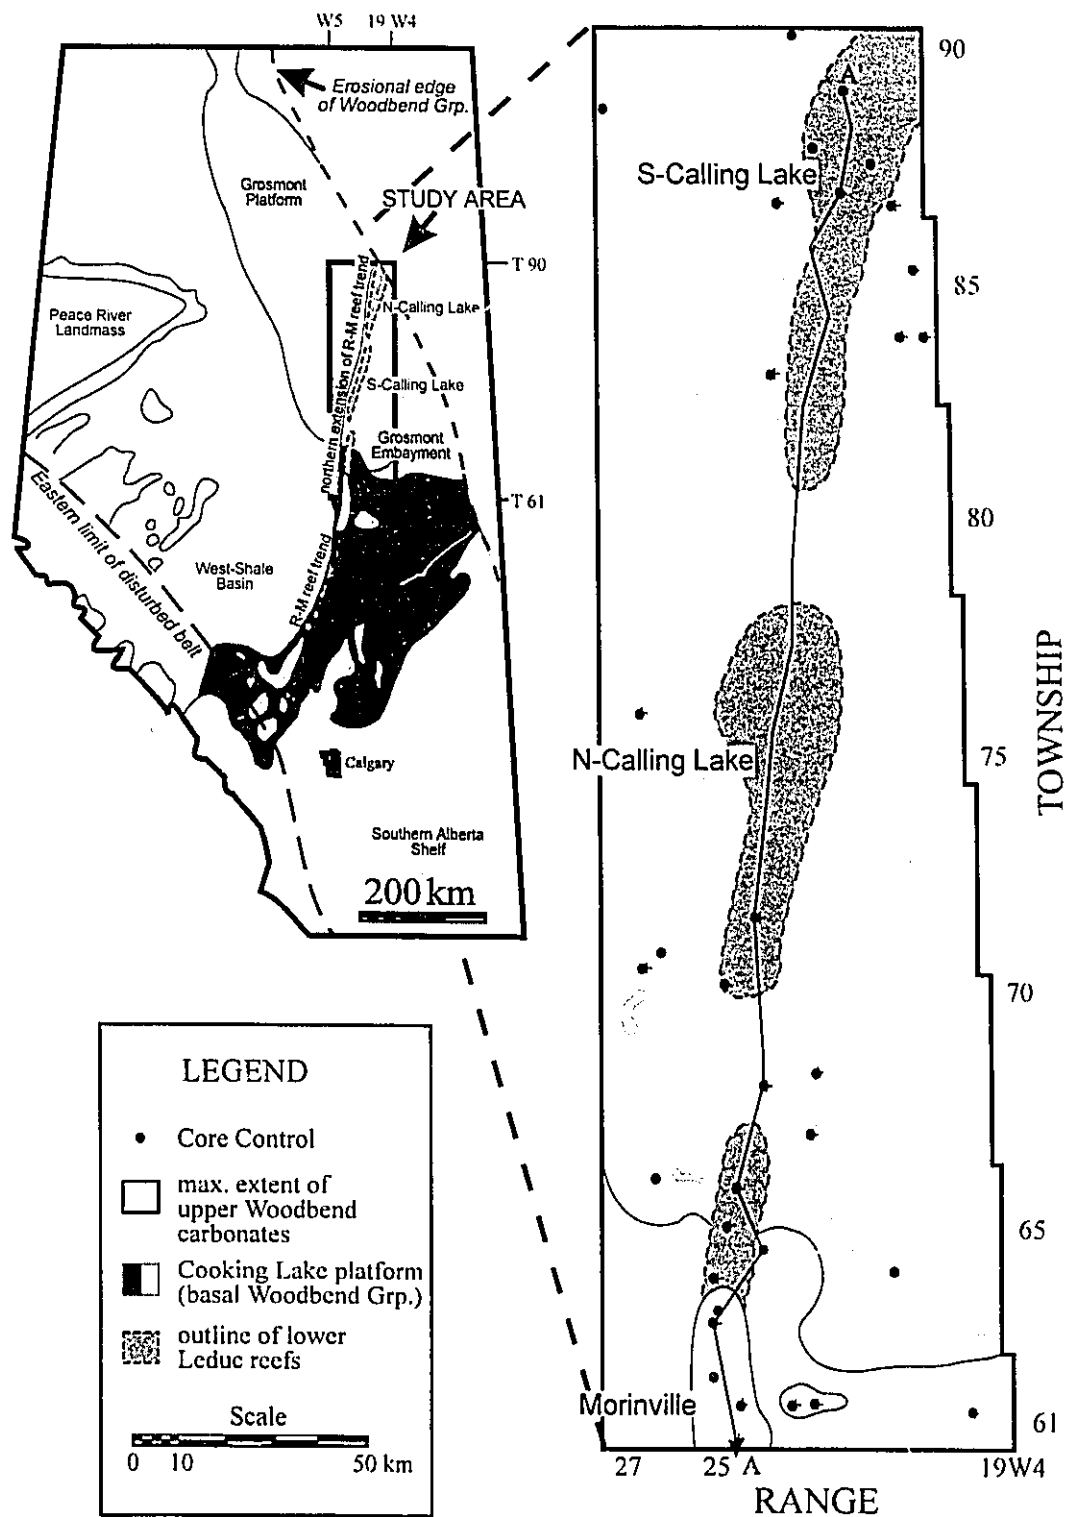 W5 19 W4
Erosional edge
of Woodbend Grp.
Grosmont
Platform
STUDY AREA
T 90
N-Calling Lake
Peace River
Landmass
northern extension of R-M reef trend
S-Calling Lake
Grosmont
Embayment
T 61
Eastern limit of disturbed belt
West-Shale
Basin
R-M reef trend
Calgary
Southern Alberta
Shelf
200 km
LEGEND
Core Control
max. extent of
upper Woodbend
carbonates
Cooking Lake platform
(basal Woodbend Grp.)
outline of lower
Leduc reefs
Scale
0 10 50 km
90
A
S-Calling Lake
85
80
TOWNSHIP
N-Calling Lake
75
70
65
Morinville
61
27 25 A 19W4
RANGE